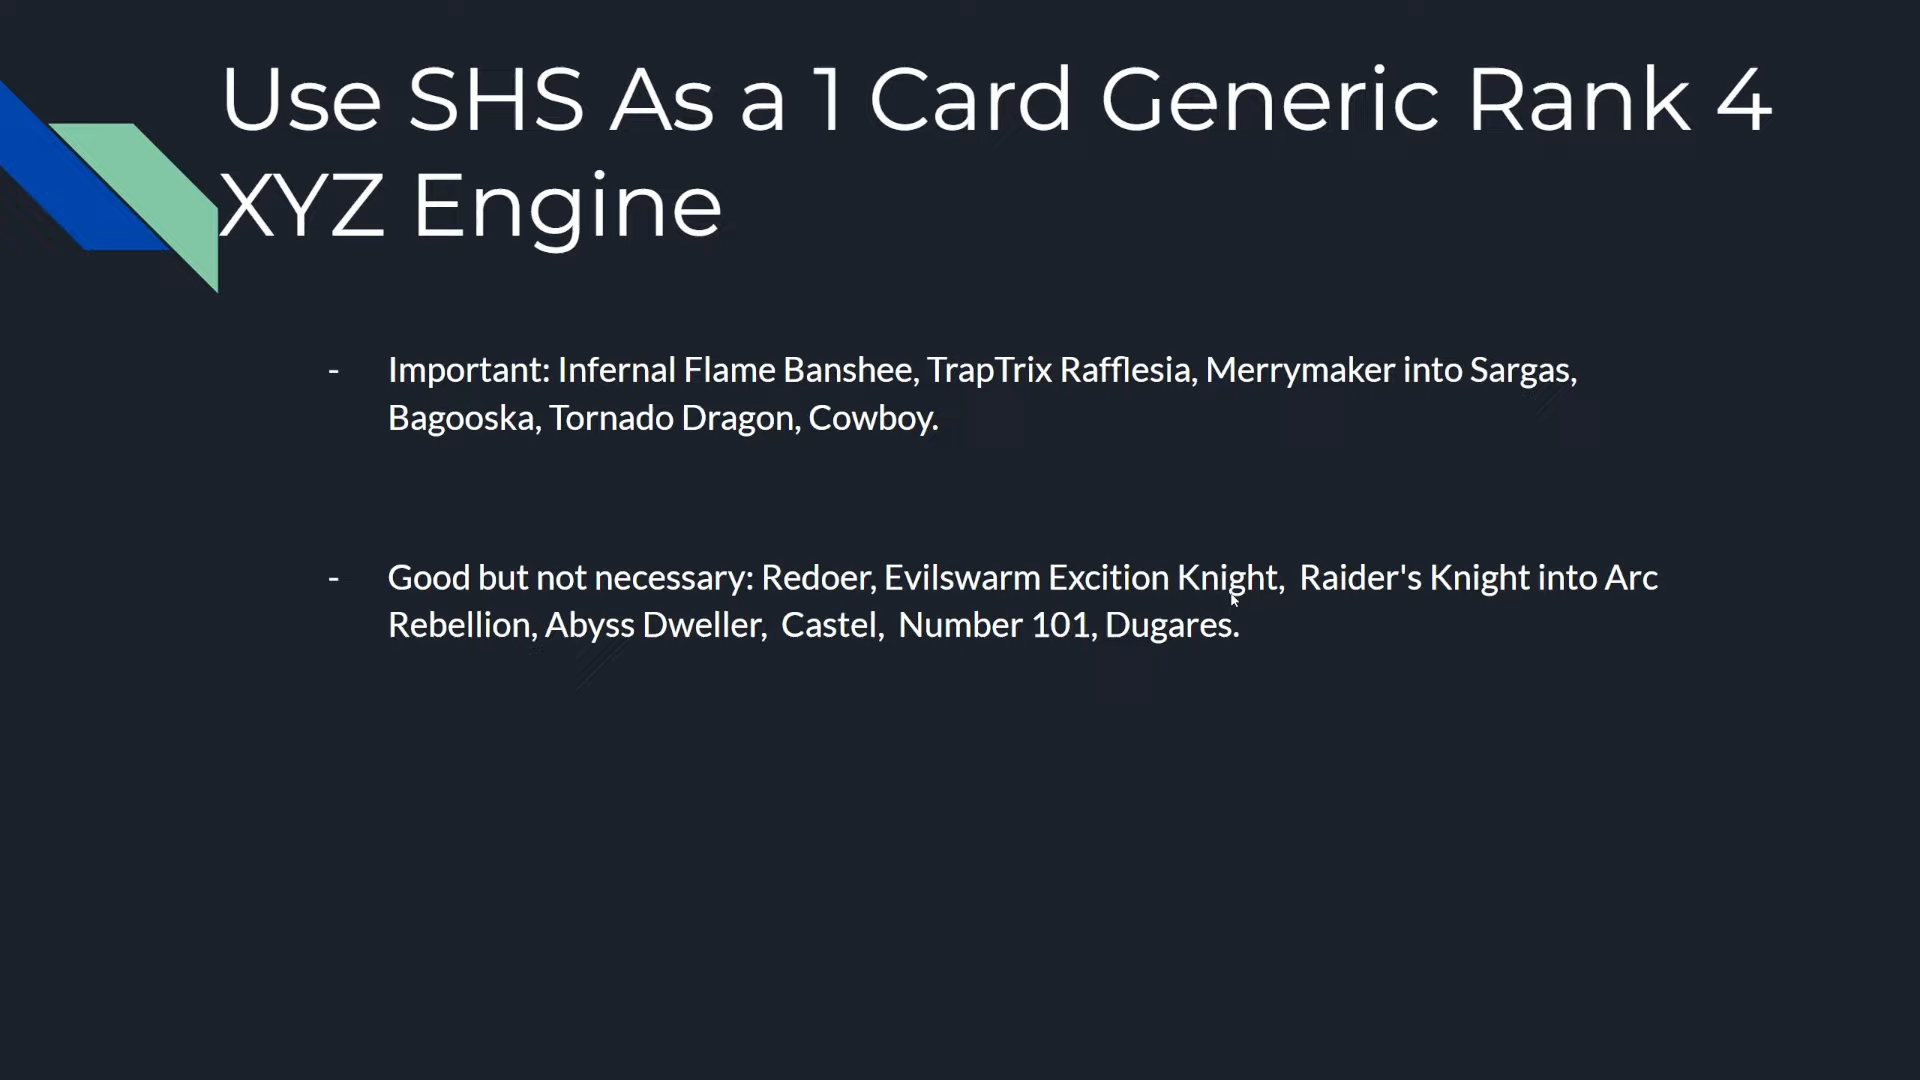 Use SHS As a 1 Card Generic Rank 4
XYZ Engine
- Important: Infernal Flame Banshee, TrapTrix Rafflesia, Merrymaker into Sargas,
Bagooska, Tornado Dragon, Cowboy.
- Good but not necessary: Redoer, Evilswarm Excition Knight,  Raider's Knight into Arc
Rebellion, Abyss Dweller,  Castel,  Number 101, Dugares.